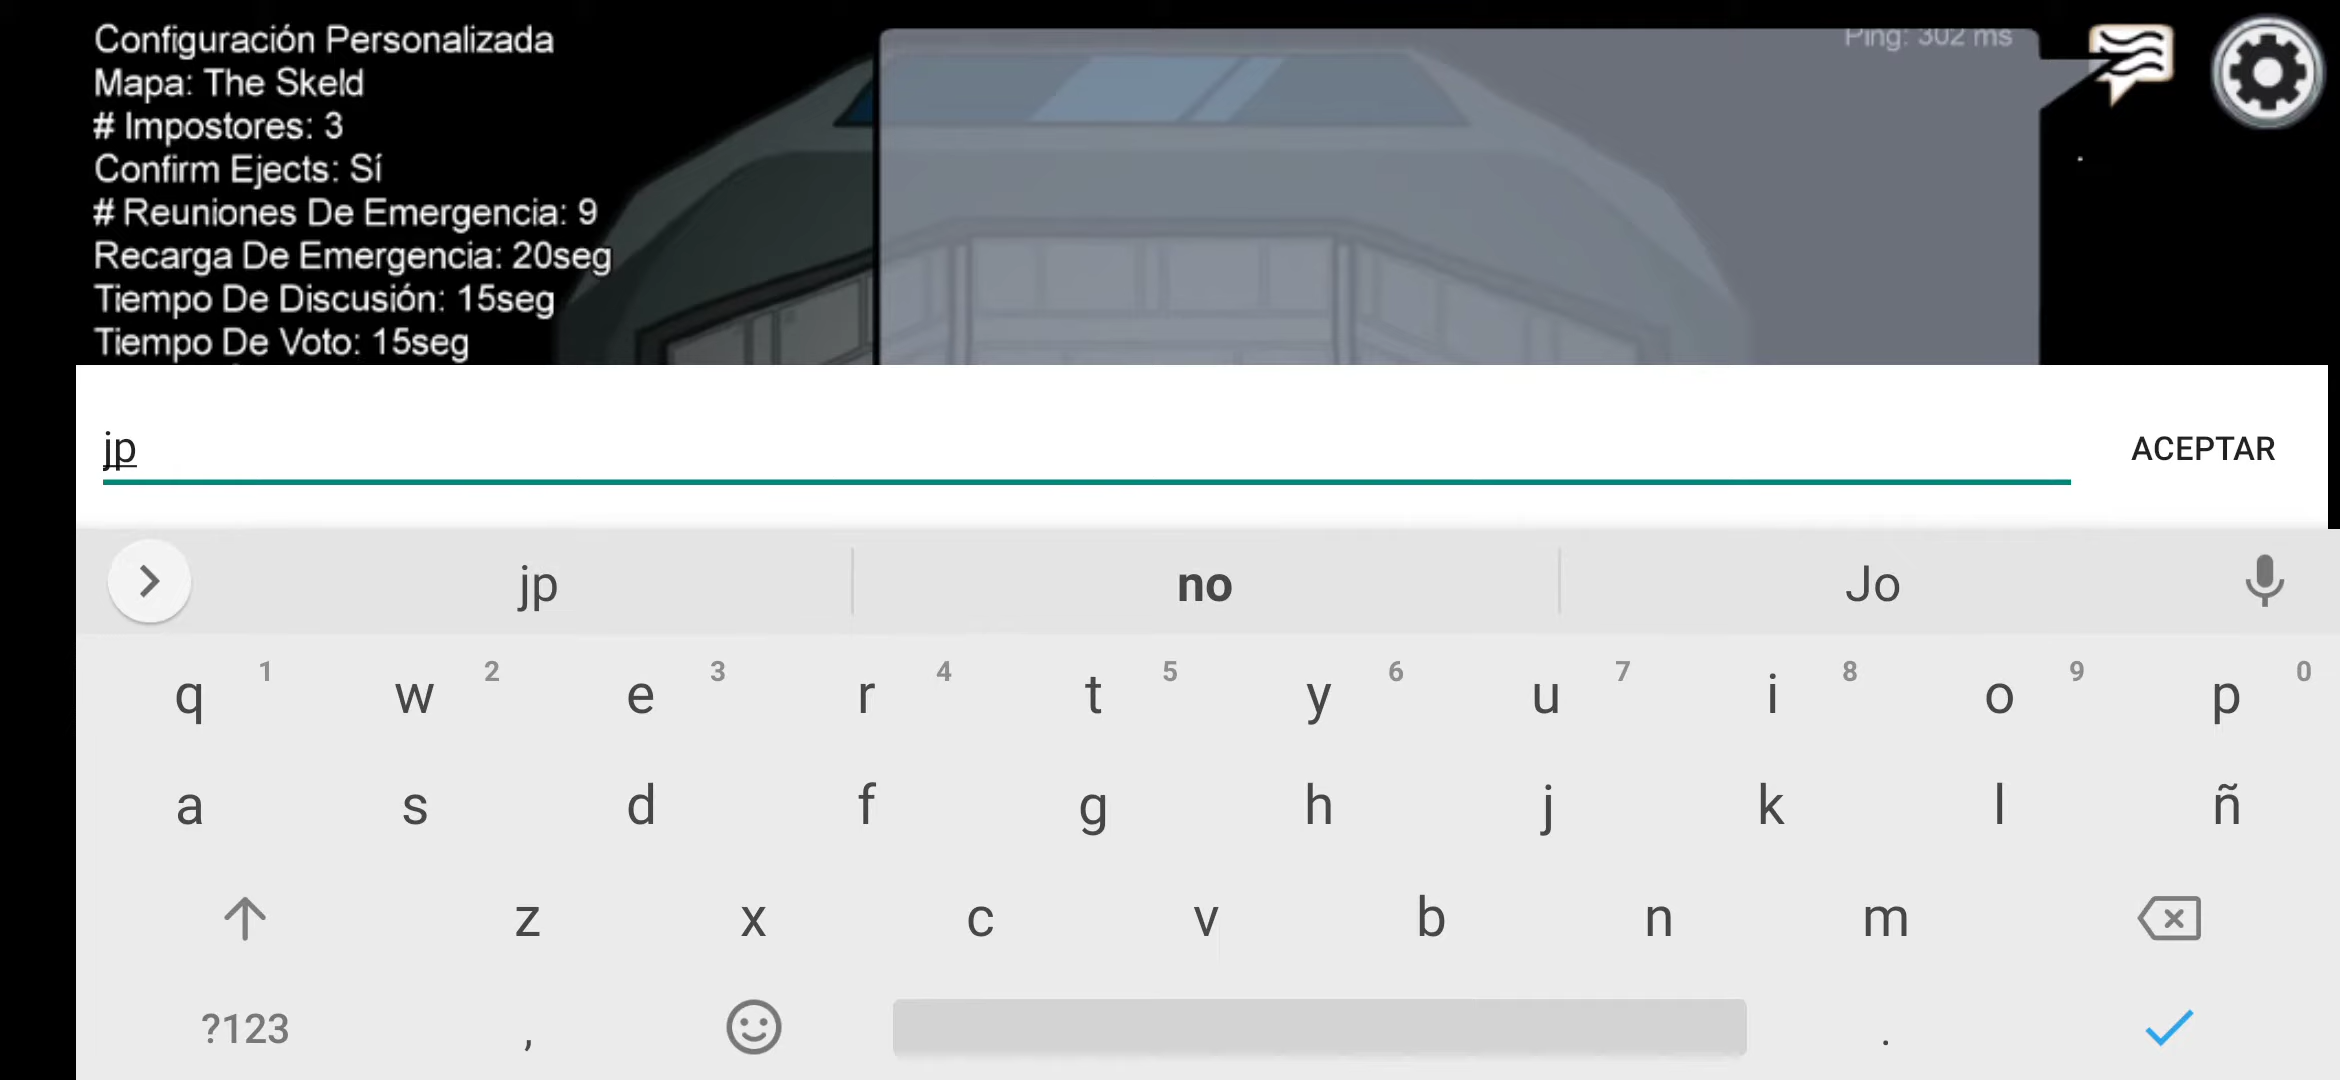 Configuración Personalizada
Mapa: The Skeld
# Impostores: 3
Confirm Ejects: Sí
# Reuniones De Emergencia: 9
Recarga De Emergencia: 20seg
Tiempo De Discusión: 15seg
Tiempo De Voto: 15seg
Ping: 302 ms
jp
ACEPTAR
jp no Jo
q 1 w 2 e 3 r 4 t 5 y 6 u 7 i 8 o 9 p 0
a s d f g h j k l ñ
z x c v b n m
?123 , .